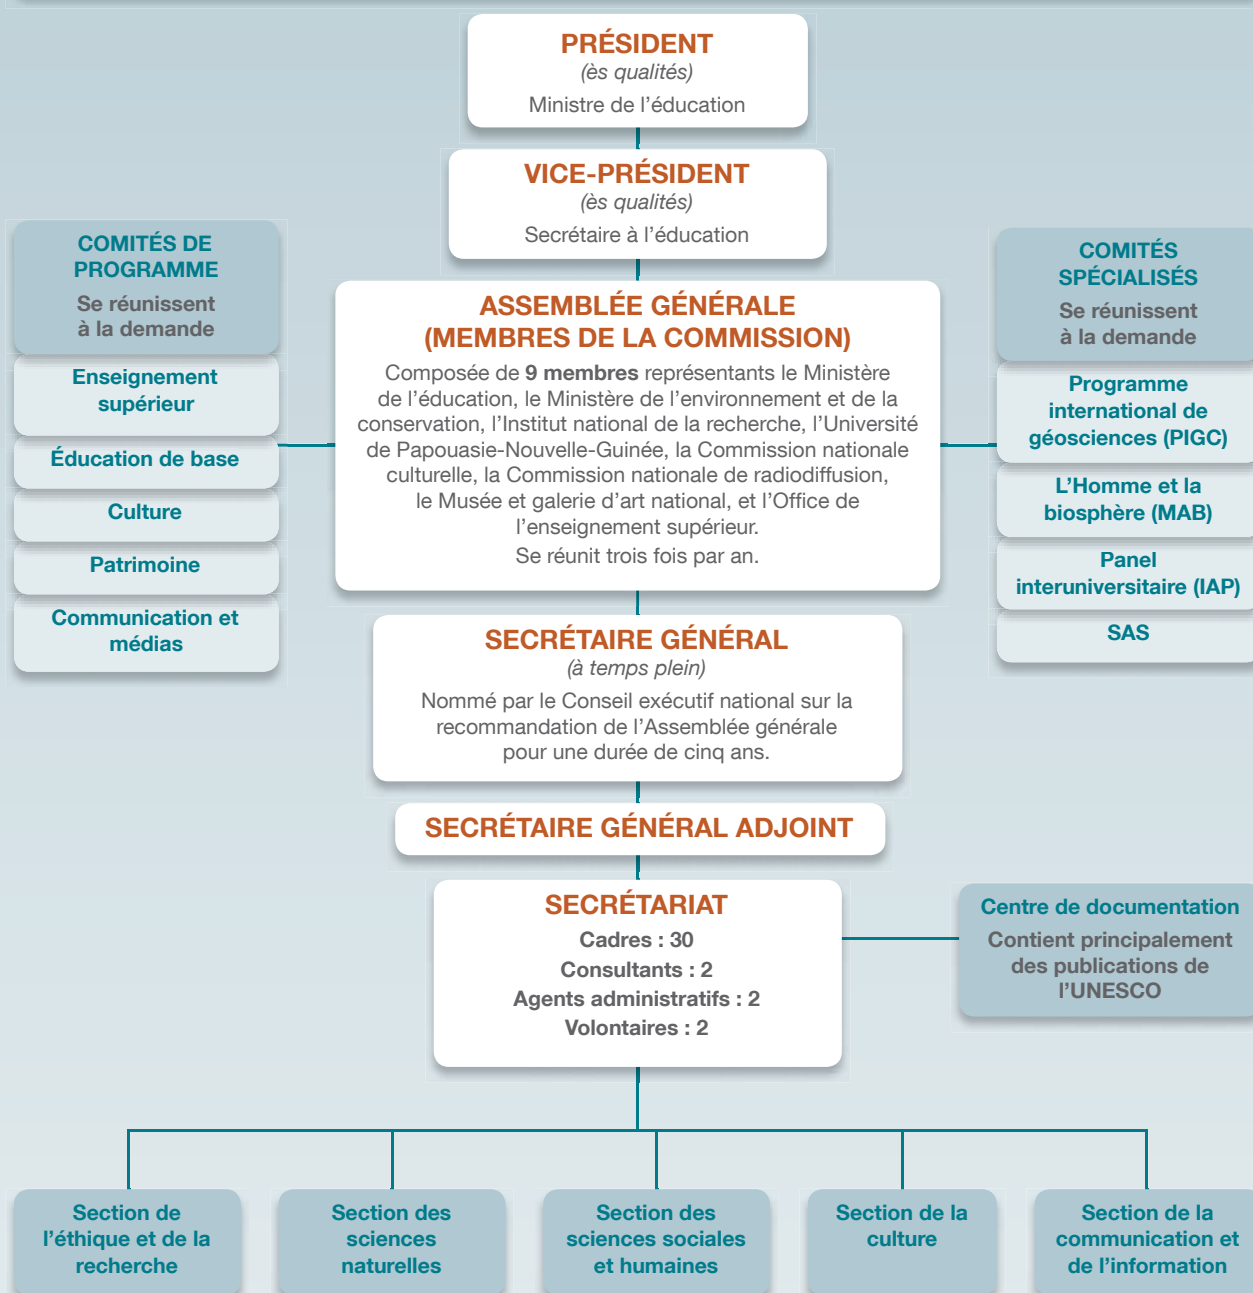 PRÉSIDENT
(ès qualités)
Ministre de l’éducation
VICE-PRÉSIDENT
(ès qualités)
Secrétaire à l’éducation
COMITÉS DE
PROGRAMME
Se réunissent
à la demande
Enseignement
supérieur
Éducation de base
Culture
Patrimoine
Communication et
médias
ASSEMBLÉE GÉNÉRALE
(MEMBRES DE LA COMMISSION)
Composée de 9 membres représentants le Ministère
de l’éducation, le Ministère de l’environnement et de la
conservation, l’Institut national de la recherche, l’Université
de Papouasie-Nouvelle-Guinée, la Commission nationale
culturelle, la Commission nationale de radiodiffusion,
le Musée et galerie d’art national, et l’Office de
l’enseignement supérieur.
Se réunit trois fois par an.
COMITÉS
SPÉCIALISÉS
Se réunissent
à la demande
Programme
international de
géosciences (PIGC)
L’Homme et la
biosphère (MAB)
Panel
interuniversitaire (IAP)
SAS
SECRÉTAIRE GÉNÉRAL
(à temps plein)
Nommé par le Conseil exécutif national sur la
recommandation de l’Assemblée générale
pour une durée de cinq ans.
SECRÉTAIRE GÉNÉRAL ADJOINT
SECRÉTARIAT
Cadres : 30
Consultants : 2
Agents administratifs : 2
Volontaires : 2
Centre de documentation
Contient principalement
des publications de
l’UNESCO
Section de
l’éthique et de la
recherche
Section des
sciences
naturelles
Section des
sciences sociales
et humaines
Section de la
culture
Section de la
communication et
de l’information